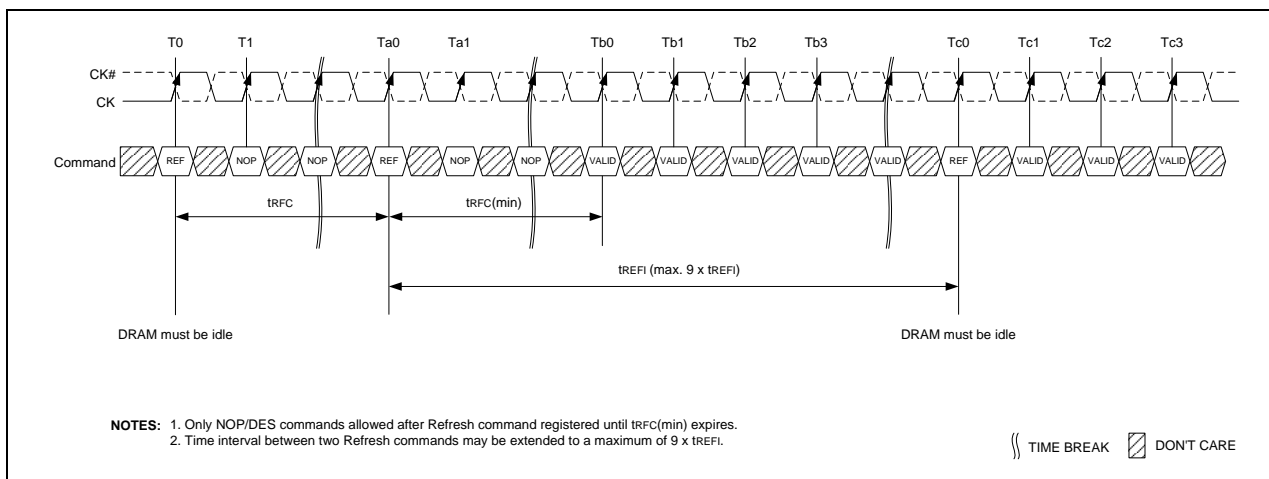 T0 T1 Ta0 Ta1 Tb0 Tb1 Tb2 Tb3 Tc0 Tc1 Tc2 Tc3
CK#
CK
Command REF NOP NOP REF NOP NOP VALID VALID VALID VALID VALID REF VALID VALID VALID
tRFC tRFC(min)
tREFI (max. 9 x tREFI)
DRAM must be idle DRAM must be idle
NOTES: 1. Only NOP/DES commands allowed after Refresh command registered until tRFC(min) expires.
2. Time interval between two Refresh commands may be extended to a maximum of 9 x tREFI.
TIME BREAK DON'T CARE